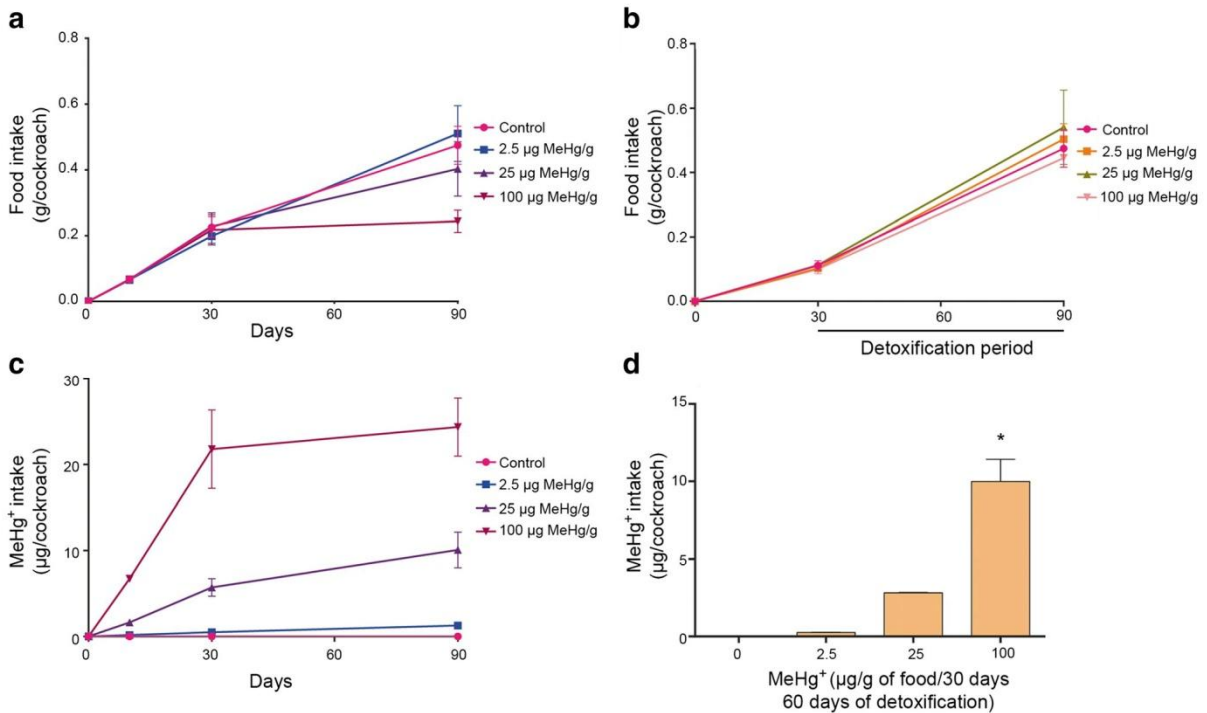 a
0.8
0.6
0.4
0.2
0.0
Food intake
(g/cockroach)
0
30
60
90
Days
Control
2.5 µg MeHg/g
25 µg MeHg/g
100 µg MeHg/g
b
0.8
0.6
0.4
0.2
0.0
Food intake
(g/cockroach)
0
30
60
90
Detoxification period
Control
2.5 µg MeHg/g
25 µg MeHg/g
100 µg MeHg/g
c
30
20
10
0
MeHg⁺ intake
(µg/cockroach)
0
30
60
90
Days
Control
2.5 µg MeHg/g
25 µg MeHg/g
100 µg MeHg/g
d
15
10
5
0
MeHg⁺ intake
(µg/cockroach)
*
0
2.5
25
100
MeHg⁺ (µg/g of food/30 days
60 days of detoxification)